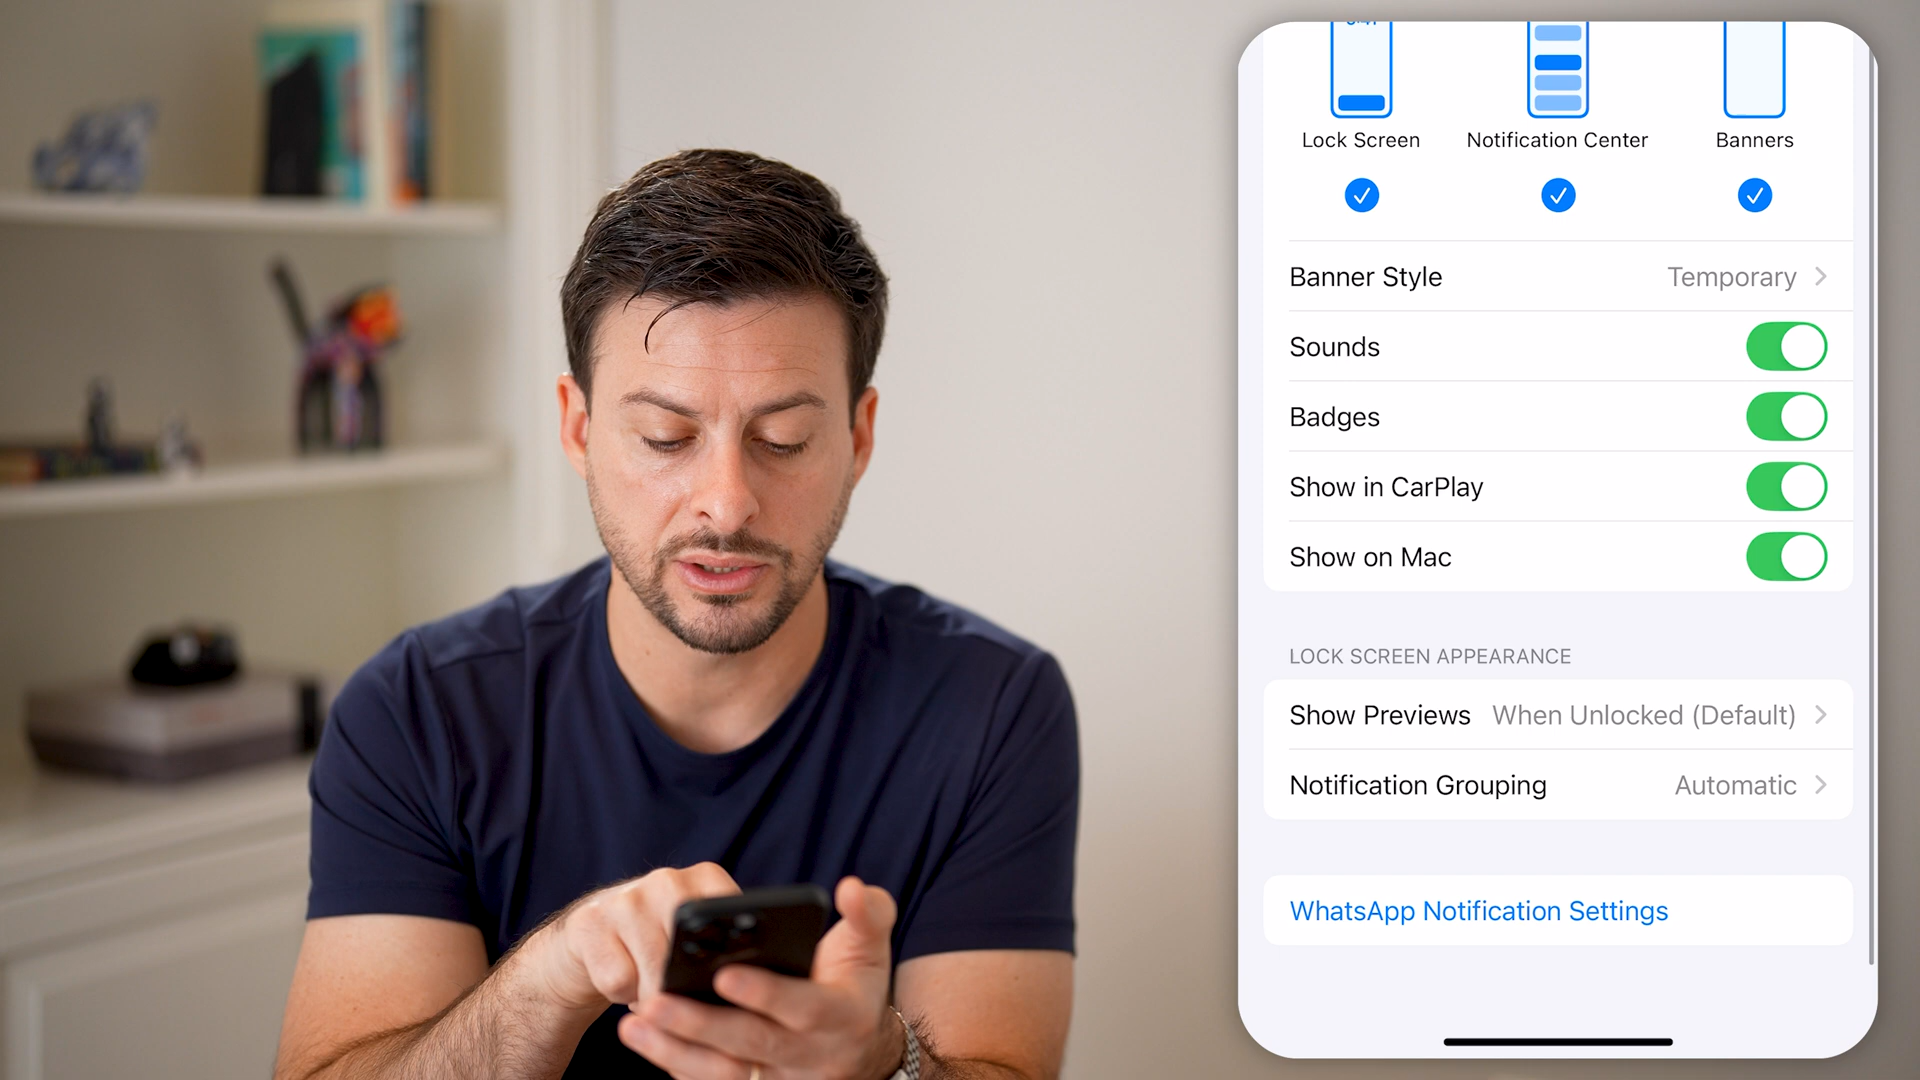 Lock Screen Notification Center Banners
Banner Style Temporary
Sounds
Badges
Show in CarPlay
Show on Mac
LOCK SCREEN APPEARANCE
Show Previews When Unlocked (Default)
Notification Grouping Automatic
WhatsApp Notification Settings